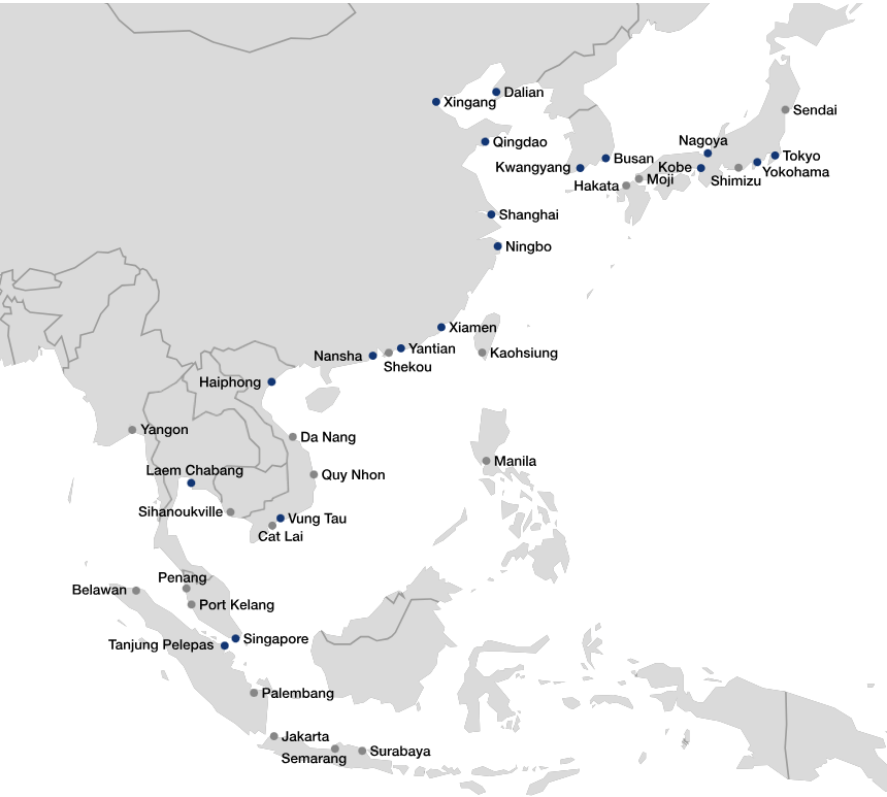 Dalian
Xingang
Sendai
Qingdao
Nagoya
Busan
Tokyo
Kwangyang
Kobe
Yokohama
Hakata
Moji
Shimizu
Shanghai
Ningbo
Xiamen
Nansha
Yantian
Kaohsiung
Shekou
Haiphong
Yangon
Da Nang
Manila
Laem Chabang
Quy Nhon
Sihanoukville
Vung Tau
Cat Lai
Penang
Belawan
Port Kelang
Singapore
Tanjung Pelepas
Palembang
Jakarta
Surabaya
Semarang